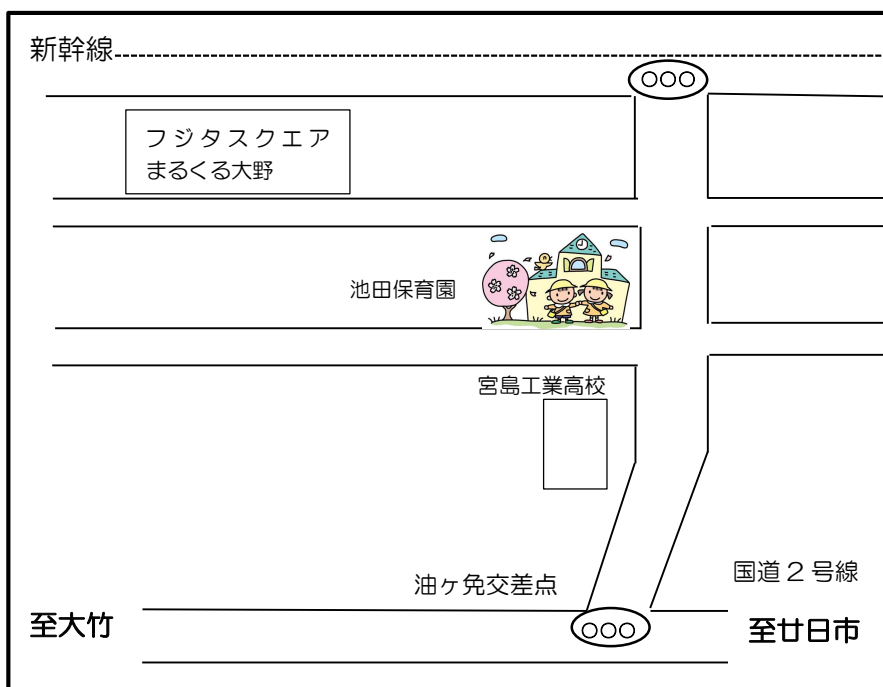 新幹線
フジタスクエア
まるくる大野
池田保育園
宮島工業高校
油ヶ免交差点
国道２号線
至大竹
至廿日市